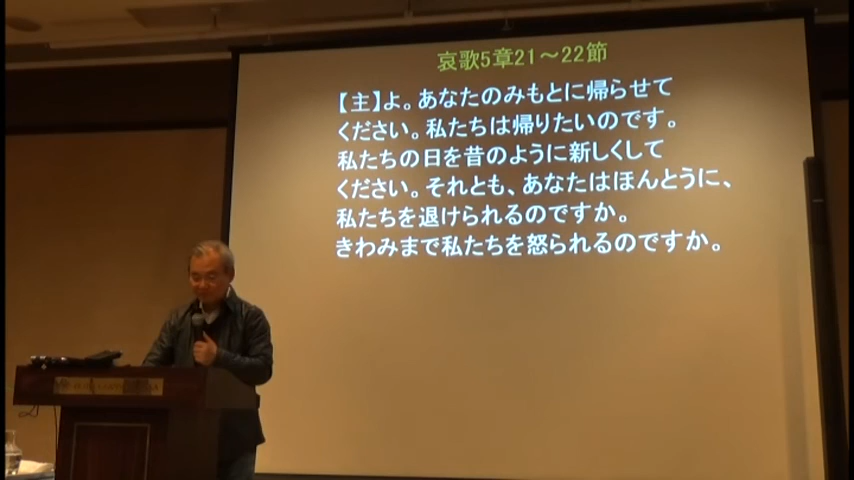 哀歌5章21～22節
【主】よ。あなたのみもとに帰らせて
ください。私たちは帰りたいのです。
私たちの日を昔のように新しくして
ください。それとも、あなたはほんとうに、
私たちを退けられるのですか。
きわみまで私たちを怒られるのですか。